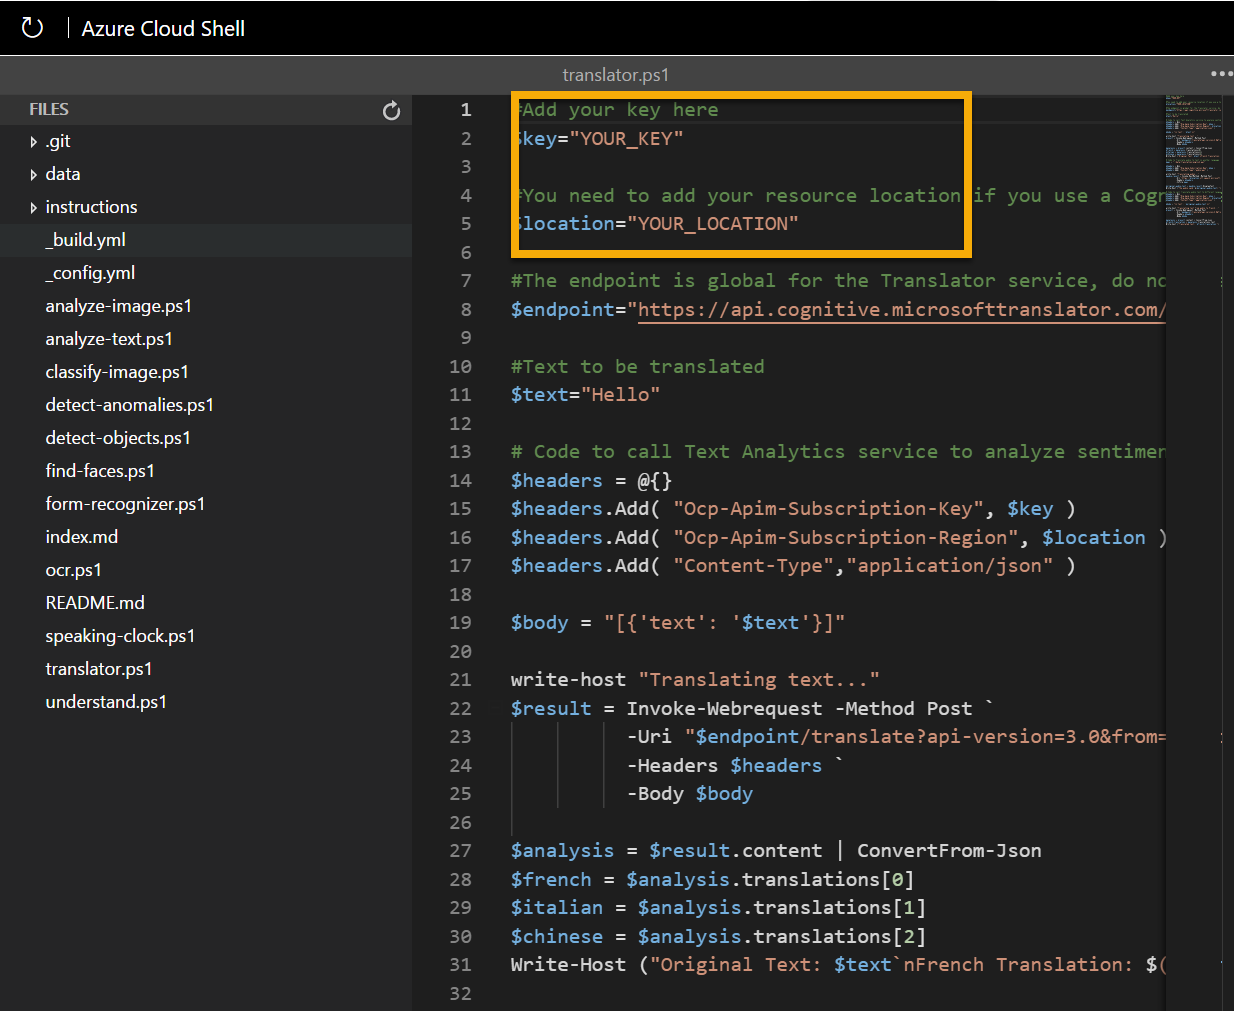 Azure Cloud Shell
translator.ps1
FILES
.git
data
instructions
_build.yml
_config.yml
analyze-image.ps1
analyze-text.ps1
classify-image.ps1
detect-anomalies.ps1
detect-objects.ps1
find-faces.ps1
form-recognizer.ps1
index.md
ocr.ps1
README.md
speaking-clock.ps1
translator.ps1
understand.ps1
1 #Add your key here
2 $key="YOUR_KEY"
3
4 #You need to add your resource location if you use a Cogn
5 $location="YOUR_LOCATION"
6
7 #The endpoint is global for the Translator service, do no
8 $endpoint="https://api.cognitive.microsofttranslator.com/
9
10 #Text to be translated
11 $text="Hello"
12
13 # Code to call Text Analytics service to analyze sentimen
14 $headers = @{}
15 $headers.Add( "Ocp-Apim-Subscription-Key", $key )
16 $headers.Add( "Ocp-Apim-Subscription-Region", $location )
17 $headers.Add( "Content-Type","application/json" )
18
19 $body = "[{'text': '$text'}]"
20
21 write-host "Translating text..."
22 $result = Invoke-Webrequest -Method Post `
23 -Uri "$endpoint/translate?api-version=3.0&from=
24 -Headers $headers `
25 -Body $body
26
27 $analysis = $result.content | ConvertFrom-Json
28 $french = $analysis.translations[0]
29 $italian = $analysis.translations[1]
30 $chinese = $analysis.translations[2]
31 Write-Host ("Original Text: $text`nFrench Translation: $(
32